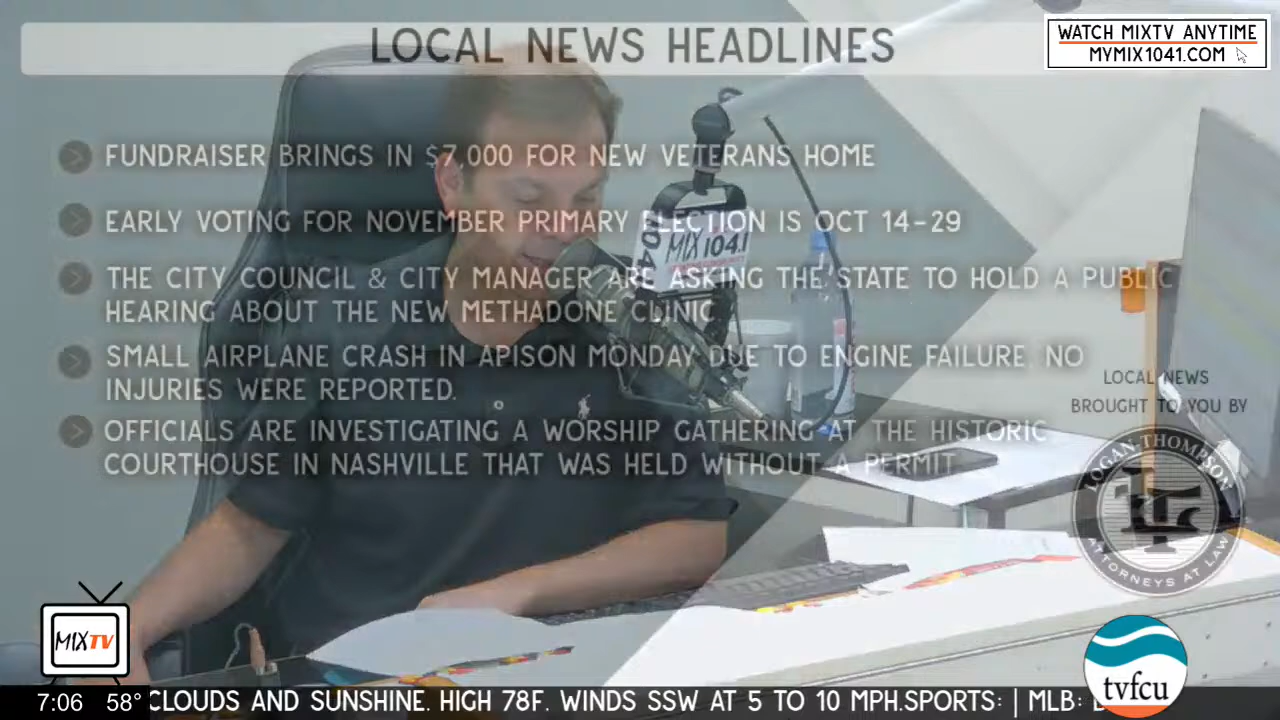 LOCAL NEWS HEADLINES
WATCH MIXTV ANYTIME
MYMIX1041.COM
FUNDRAISER BRINGS IN $7,000 FOR NEW VETERANS HOME
EARLY VOTING FOR NOVEMBER PRIMARY ELECTION IS OCT 14-29
THE CITY COUNCIL & CITY MANAGER ARE ASKING THE STATE TO HOLD A PUBLIC
HEARING ABOUT THE NEW METHADONE CLINIC
SMALL AIRPLANE CRASH IN APISON MONDAY DUE TO ENGINE FAILURE. NO
INJURIES WERE REPORTED.
OFFICIALS ARE INVESTIGATING A WORSHIP GATHERING AT THE HISTORIC
COURTHOUSE IN NASHVILLE THAT WAS HELD WITHOUT A PERMIT
MIX 104.1
LOCAL NEWS
BROUGHT TO YOU BY
LOGAN THOMPSON
ATTORNEYS AT LAW
MIXTV
tvfcu
7:06 58° CLOUDS AND SUNSHINE. HIGH 78F. WINDS SSW AT 5 TO 10 MPH.SPORTS: | MLB: